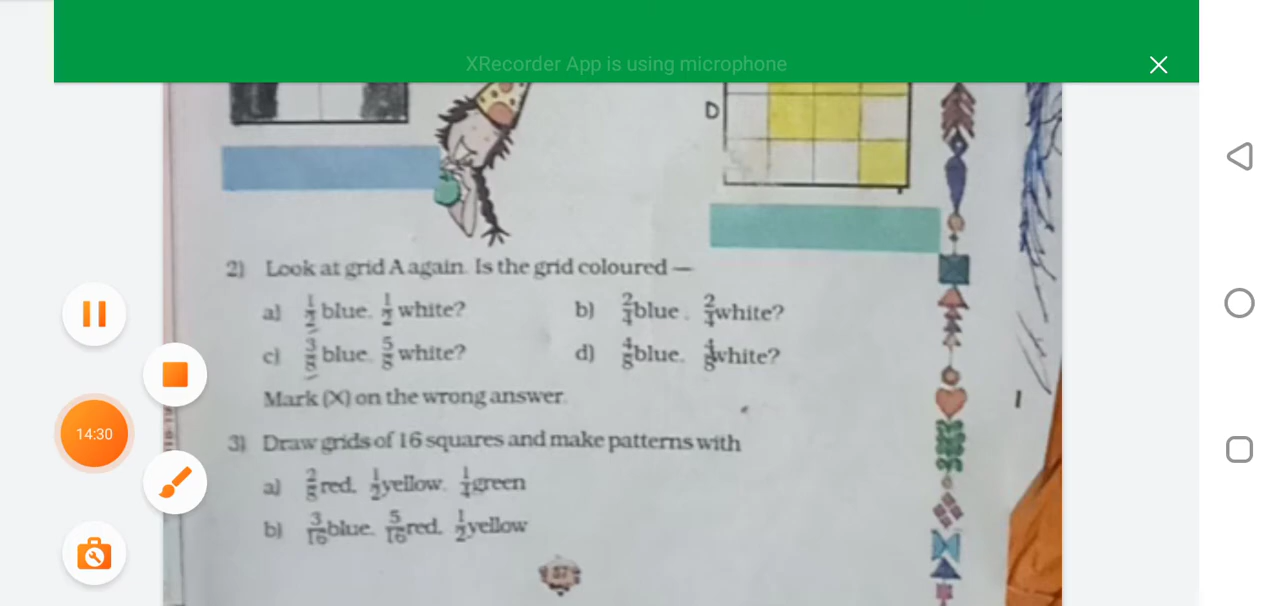 XRecorder App is using microphone
D
2) Look at grid A again. Is the grid coloured —
a) 1/2 blue, 1/2 white? b) 2/4 blue, 2/4 white?
c) 3/8 blue, 5/8 white? d) 4/8 blue, 4/8 white?
Mark (X) on the wrong answer.
3) Draw grids of 16 squares and make patterns with
a) 2/8 red, 1/2 yellow, 1/4 green
b) 3/16 blue, 5/16 red, 1/2 yellow
57
14:30